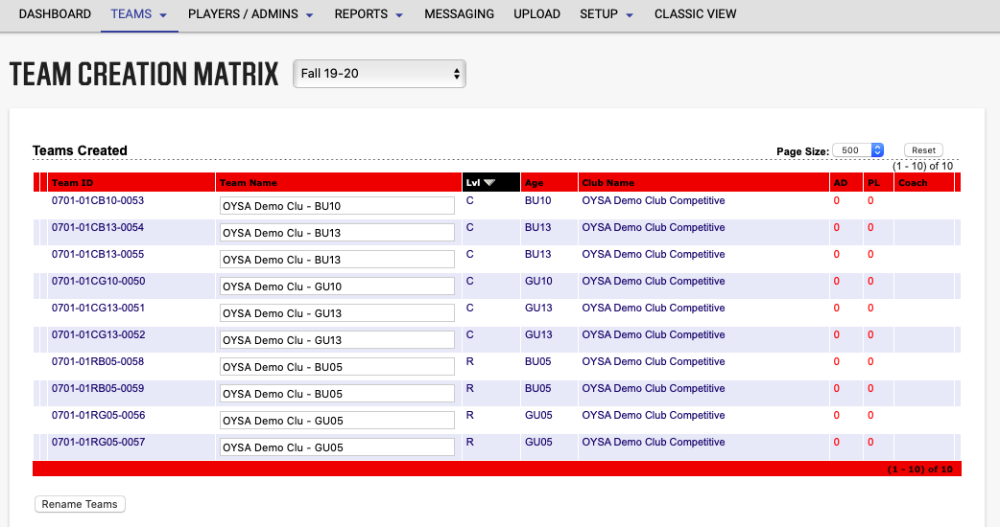 DASHBOARD TEAMS PLAYERS / ADMINS REPORTS MESSAGING UPLOAD SETUP CLASSIC VIEW
TEAM CREATION MATRIX Fall 19-20
Teams Created Page Size: 500 Reset
(1 - 10) of 10
Team ID Team Name Lvl Age Club Name AD PL Coach
0701-01CB10-0053 OYSA Demo Clu - BU10 C BU10 OYSA Demo Club Competitive 0 0
0701-01CB13-0054 OYSA Demo Clu - BU13 C BU13 OYSA Demo Club Competitive 0 0
0701-01CB13-0055 OYSA Demo Clu - BU13 C BU13 OYSA Demo Club Competitive 0 0
0701-01CG10-0050 OYSA Demo Clu - GU10 C GU10 OYSA Demo Club Competitive 0 0
0701-01CG13-0051 OYSA Demo Clu - GU13 C GU13 OYSA Demo Club Competitive 0 0
0701-01CG13-0052 OYSA Demo Clu - GU13 C GU13 OYSA Demo Club Competitive 0 0
0701-01RB05-0058 OYSA Demo Clu - BU05 R BU05 OYSA Demo Club Competitive 0 0
0701-01RB05-0059 OYSA Demo Clu - BU05 R BU05 OYSA Demo Club Competitive 0 0
0701-01RG05-0056 OYSA Demo Clu - GU05 R GU05 OYSA Demo Club Competitive 0 0
0701-01RG05-0057 OYSA Demo Clu - GU05 R GU05 OYSA Demo Club Competitive 0 0
(1 - 10) of 10
Rename Teams